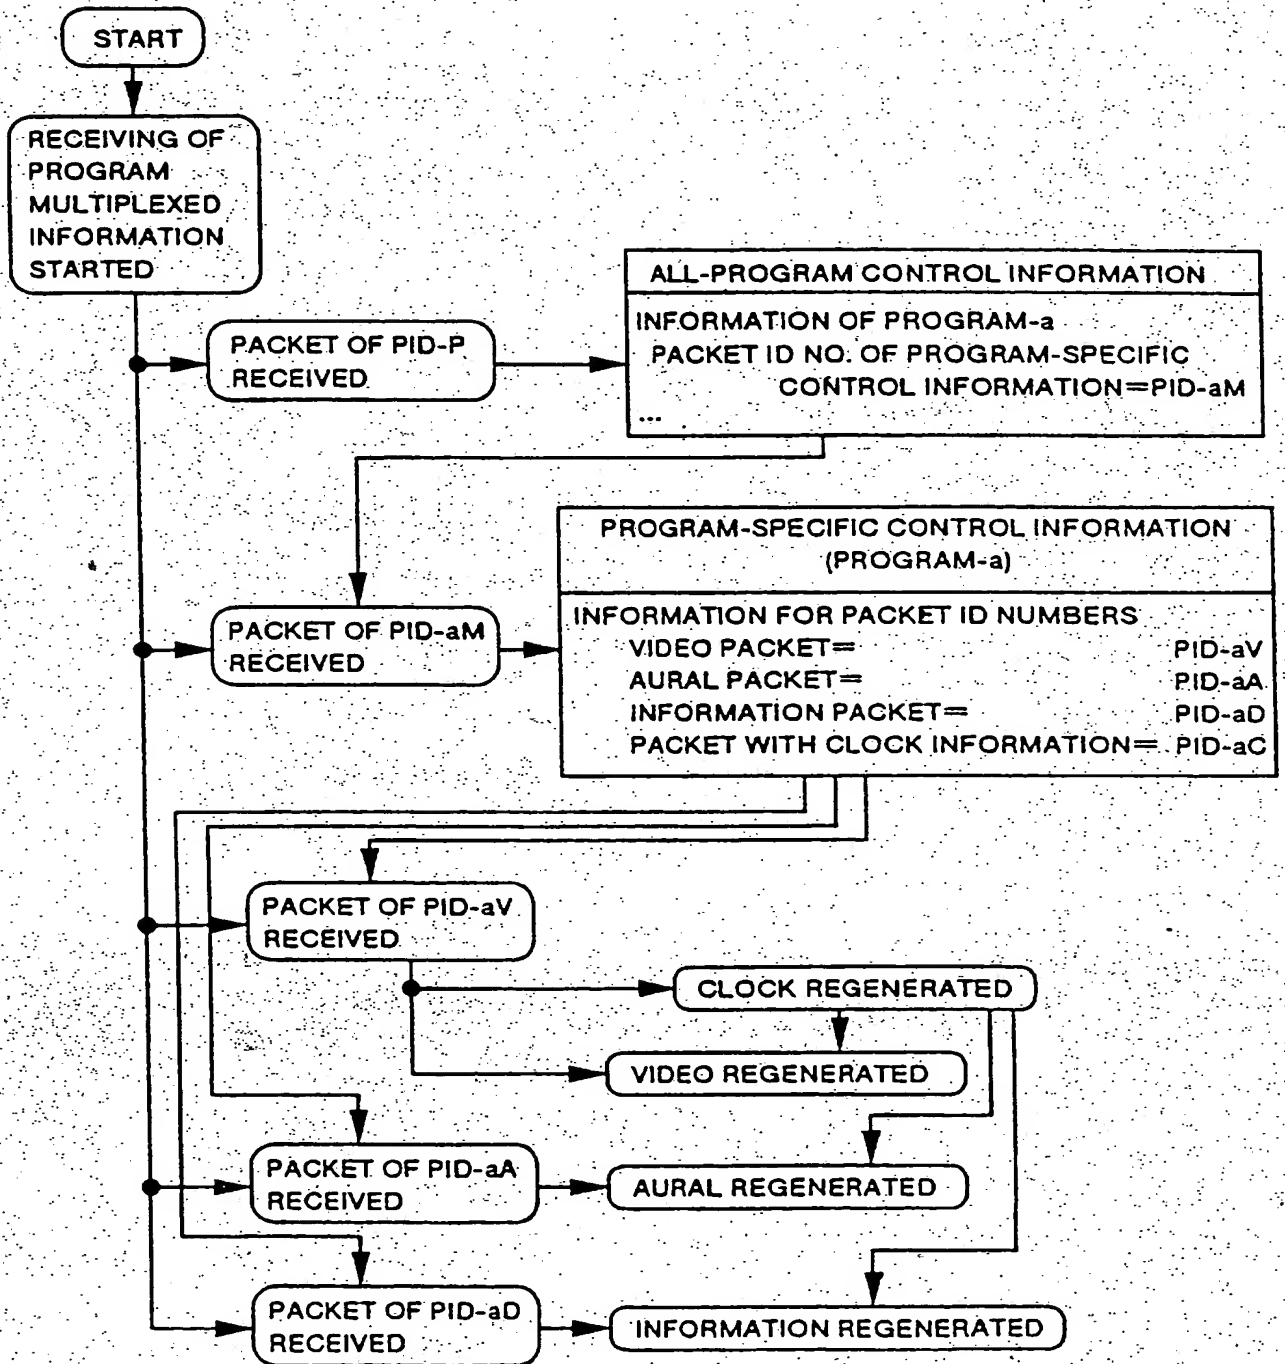 START
RECEIVING OF
PROGRAM
MULTIPLEXED
INFORMATION
STARTED
ALL-PROGRAM CONTROL INFORMATION
INFORMATION OF PROGRAM-a
PACKET ID NO. OF PROGRAM-SPECIFIC
CONTROL INFORMATION=PID-aM
...
PACKET OF PID-P
RECEIVED
PROGRAM-SPECIFIC CONTROL INFORMATION
(PROGRAM-a)
INFORMATION FOR PACKET ID NUMBERS
VIDEO PACKET= PID-aV
AURAL PACKET= PID-aA
INFORMATION PACKET= PID-aD
PACKET WITH CLOCK INFORMATION= PID-aC
PACKET OF PID-aM
RECEIVED
PACKET OF PID-aV
RECEIVED
CLOCK REGENERATED
VIDEO REGENERATED
PACKET OF PID-aA
RECEIVED
AURAL REGENERATED
PACKET OF PID-aD
RECEIVED
INFORMATION REGENERATED